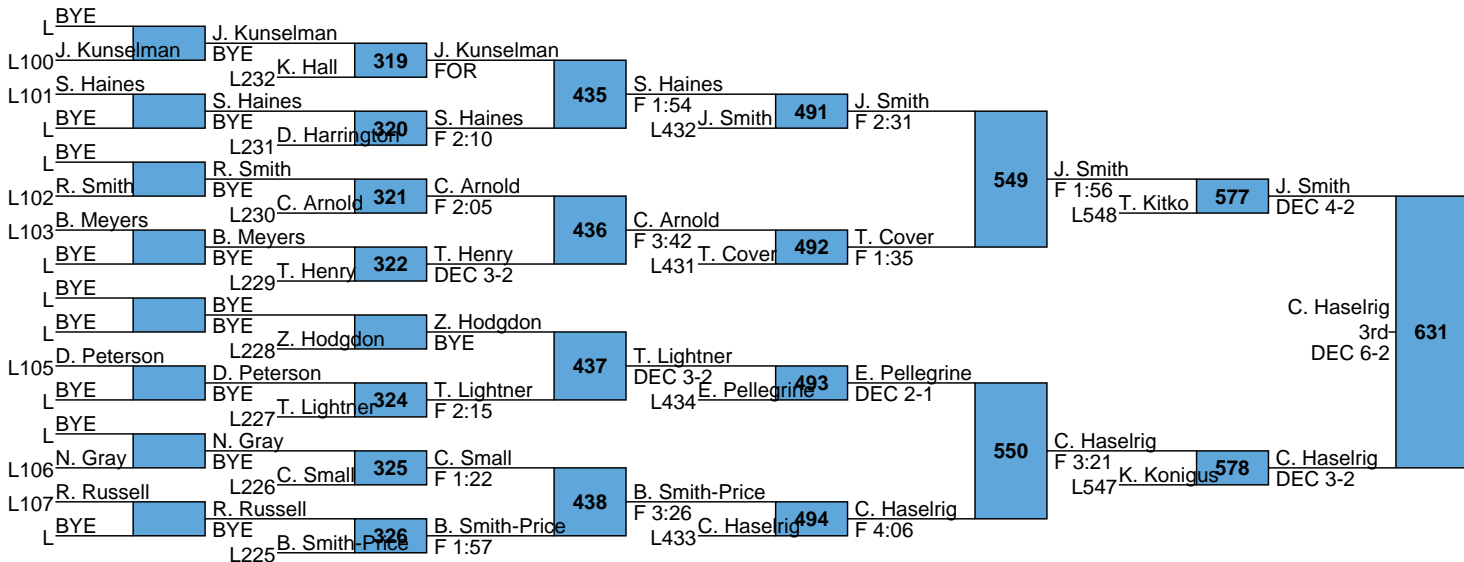 BYE
L
J. Kunselman
L100
J. Kunselman
BYE
K. Hall
L232
319
J. Kunselman
FOR
L101
S. Haines
BYE
L
S. Haines
BYE
D. Harrington
L231
320
S. Haines
F 2:10
435
S. Haines
F 1:54
J. Smith
L432
491
J. Smith
F 2:31
BYE
L
R. Smith
L102
R. Smith
BYE
C. Arnold
L230
321
C. Arnold
F 2:05
B. Meyers
L103
BYE
L
B. Meyers
BYE
T. Henry
L229
322
T. Henry
DEC 3-2
436
C. Arnold
F 3:42
T. Cover
L431
492
T. Cover
F 1:35
549
J. Smith
F 1:56
T. Kitko
L548
577
J. Smith
DEC 4-2
BYE
L
BYE
L
BYE
BYE
Z. Hodgdon
L228
Z. Hodgdon
BYE
D. Peterson
L105
BYE
L
D. Peterson
BYE
T. Lightner
L227
324
T. Lightner
F 2:15
437
T. Lightner
DEC 3-2
E. Pellegrine
L434
493
E. Pellegrine
DEC 2-1
BYE
L
N. Gray
L106
N. Gray
BYE
C. Small
L226
325
C. Small
F 1:22
R. Russell
L107
BYE
L
R. Russell
BYE
B. Smith-Price
L225
326
B. Smith-Price
F 1:57
438
B. Smith-Price
F 3:26
C. Haselrig
L433
494
C. Haselrig
F 4:06
550
C. Haselrig
F 3:21
K. Konigus
L547
578
C. Haselrig
DEC 3-2
631
C. Haselrig
3rd
DEC 6-2